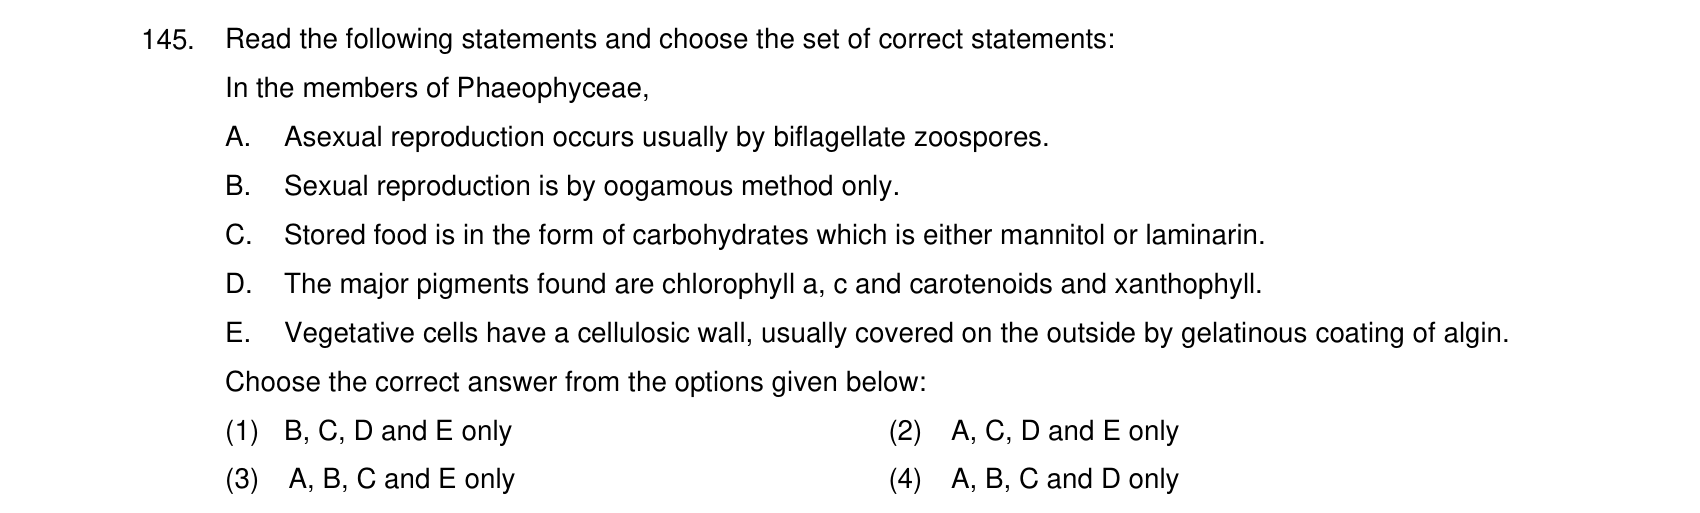 145. Read the following statements and choose the set of correct statements:
In the members of Phaeophyceae,
A. Asexual reproduction occurs usually by biflagellate zoospores.
B. Sexual reproduction is by oogamous method only.
C. Stored food is in the form of carbohydrates which is either mannitol or laminarin.
D. The major pigments found are chlorophyll a, c and carotenoids and xanthophyll.
E. Vegetative cells have a cellulosic wall, usually covered on the outside by gelatinous coating of algin.
Choose the correct answer from the options given below:
(1) B, C, D and E only (2) A, C, D and E only
(3) A, B, C and E only (4) A, B, C and D only